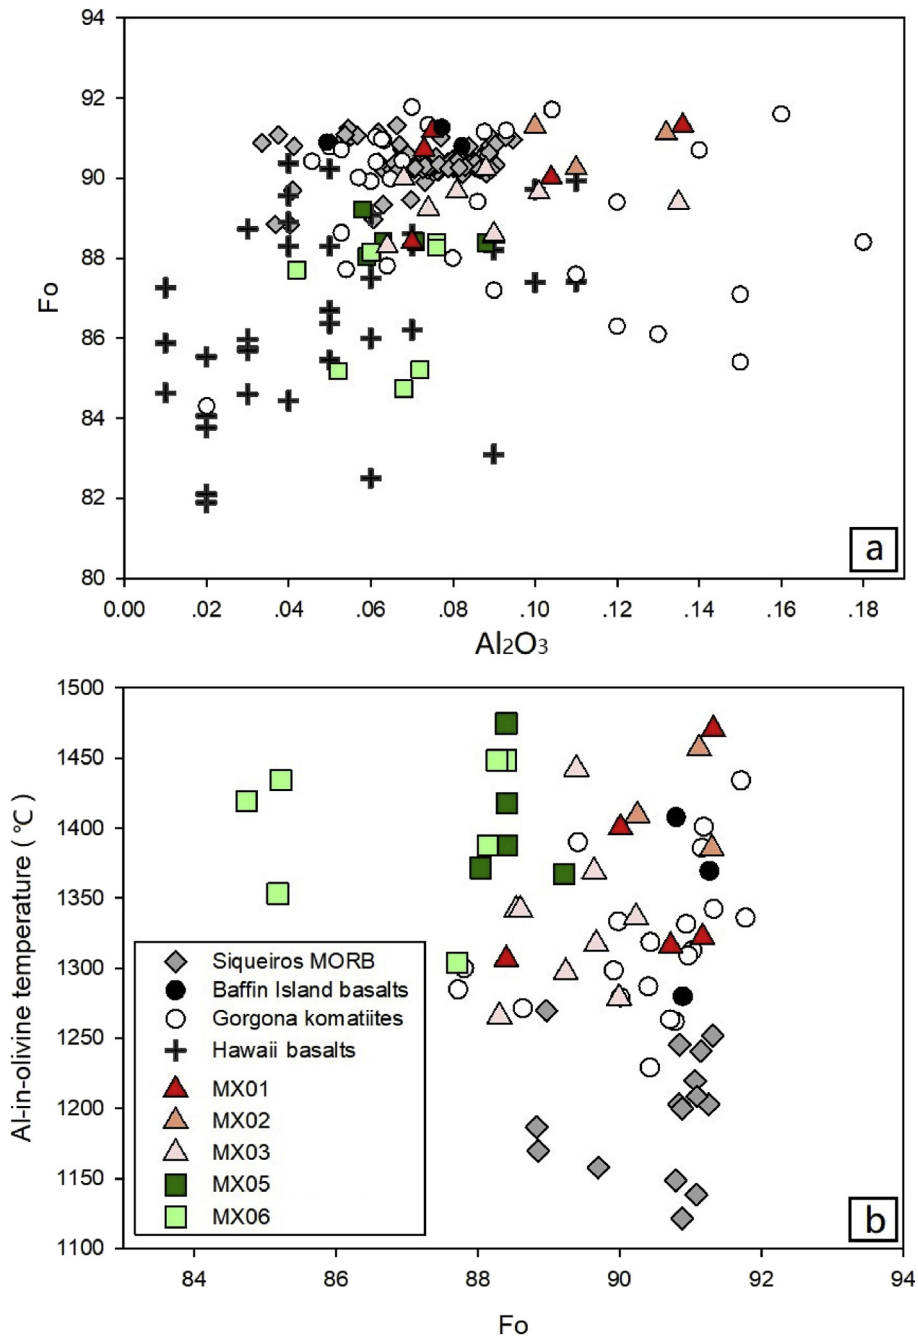 94
92
90
88
86
84
82
80
Fo
a
0.00 .02 .04 .06 .08 .10 .12 .14 .16 .18
Al₂O₃
1500
1450
1400
1350
1300
1250
1200
1150
1100
Al-in-olivine temperature (℃)
Siqueiros MORB
Baffin Island basalts
Gorgona komatiites
Hawaii basalts
MX01
MX02
MX03
MX05
MX06
b
84 86 88 90 92 94
Fo